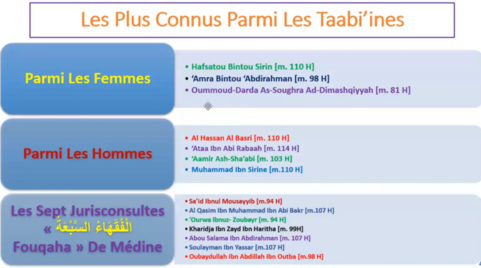 Les Plus Connus Parmi Les Taabi’ines
Parmi Les Femmes
• Hafsatou Bintou Sirin [m. 110 H]
• ‘Amra Bintou ‘Abdirahman [m. 98 H]
• Oummoud-Darda As-Soughra Ad-Dimashqiyyah [m. 81 H]
Parmi Les Hommes
• Al Hassan Al Basri [m. 110 H]
• ‘Ataa Ibn Abi Rabaah [m. 114 H]
• ‘Aamir Ash-Sha’abi [m. 103 H]
• Muhammad Ibn Sirine [m.110 H]
Les Sept Jurisconsultes
« الْفُقَهَاءُ السَّبْعَةُ
Fouqaha » De Médine
• Sa’id Ibnul Mousayyib [m.94 H]
• Al Qasim Ibn Muhammad Ibn Abi Bakr [m.107 H]
• ‘Ourwa Ibnuz- Zoubayr [m. 94 H]
• Kharidja Ibn Zayd Ibn Haritha [m. 99H]
• Abou Salama Ibn Abdirahman [m. 107 H]
• Soulayman Ibn Yassar [m.107 H]
• Oubaydullah Ibn Abdillah Ibn Outba [m.98 H]